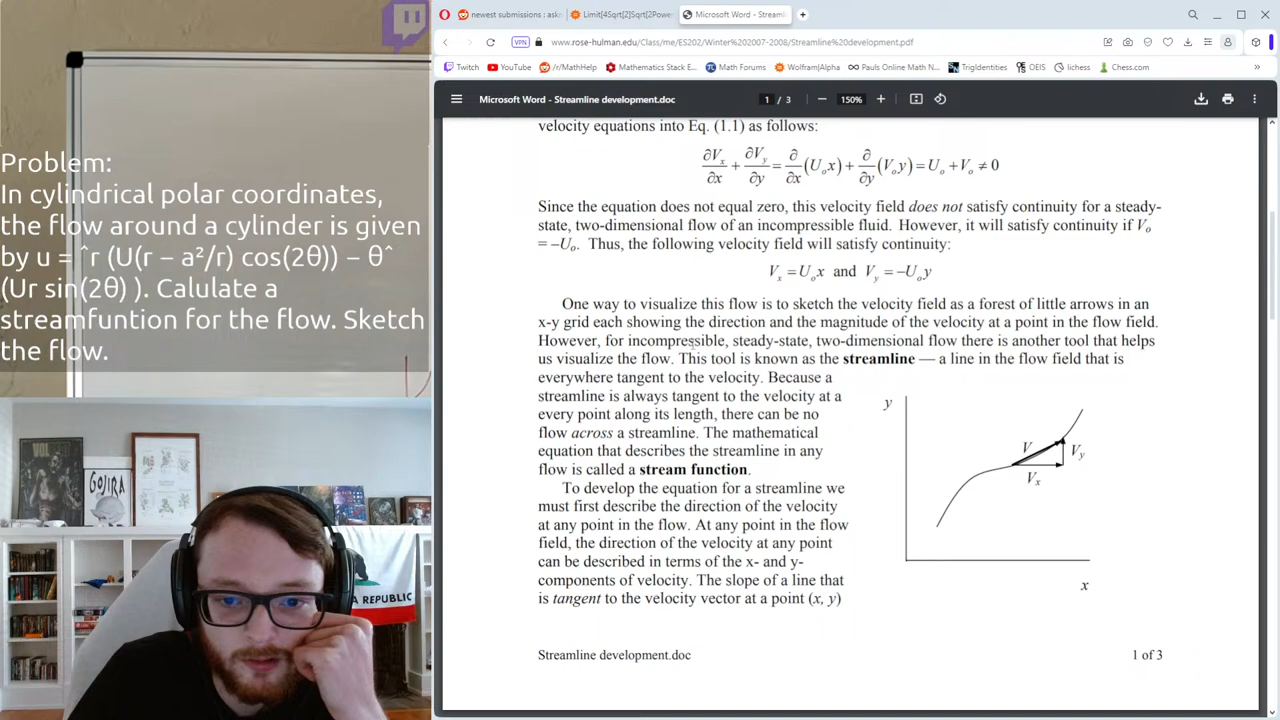 newest submissions : ask
Limit[4Sqrt[2]Sqrt[2Power
Microsoft Word - Streaml
VPN
www.rose-hulman.edu/Class/me/ES202/Winter%202007-2008/Streamline%20development.pdf
Twitch
YouTube
/r/MathHelp
Mathematics Stack E...
Math Forums
Wolfram|Alpha
Pauls Online Math N...
TrigIdentities
OEIS
lichess
Chess.com
Microsoft Word - Streamline development.doc
1 / 3
150%
Problem:
In cylindrical polar coordinates,
the flow around a cylinder is given
by u = ˆr (U(r − a²/r) cos(2θ)) − θˆ
(Ur sin(2θ) ). Calulate a
streamfuntion for the flow. Sketch
the flow.
velocity equations into Eq. (1.1) as follows:
∂Vx/∂x + ∂Vy/∂y = ∂/∂x (Uox) + ∂/∂y (Voy) = Uo + Vo ≠ 0
Since the equation does not equal zero, this velocity field does not satisfy continuity for a steady-
state, two-dimensional flow of an incompressible fluid. However, it will satisfy continuity if Vo
= –Uo. Thus, the following velocity field will satisfy continuity:
Vx = Uox and Vy = −Uoy
One way to visualize this flow is to sketch the velocity field as a forest of little arrows in an
x-y grid each showing the direction and the magnitude of the velocity at a point in the flow field.
However, for incompressible, steady-state, two-dimensional flow there is another tool that helps
us visualize the flow. This tool is known as the streamline — a line in the flow field that is
everywhere tangent to the velocity. Because a
streamline is always tangent to the velocity at a
every point along its length, there can be no
flow across a streamline. The mathematical
equation that describes the streamline in any
flow is called a stream function.
To develop the equation for a streamline we
must first describe the direction of the velocity
at any point in the flow. At any point in the flow
field, the direction of the velocity at any point
can be described in terms of the x- and y-
components of velocity. The slope of a line that
is tangent to the velocity vector at a point (x, y)
y
V
Vy
Vx
x
Streamline development.doc
1 of 3
GOJIRA
A REPUBLIC